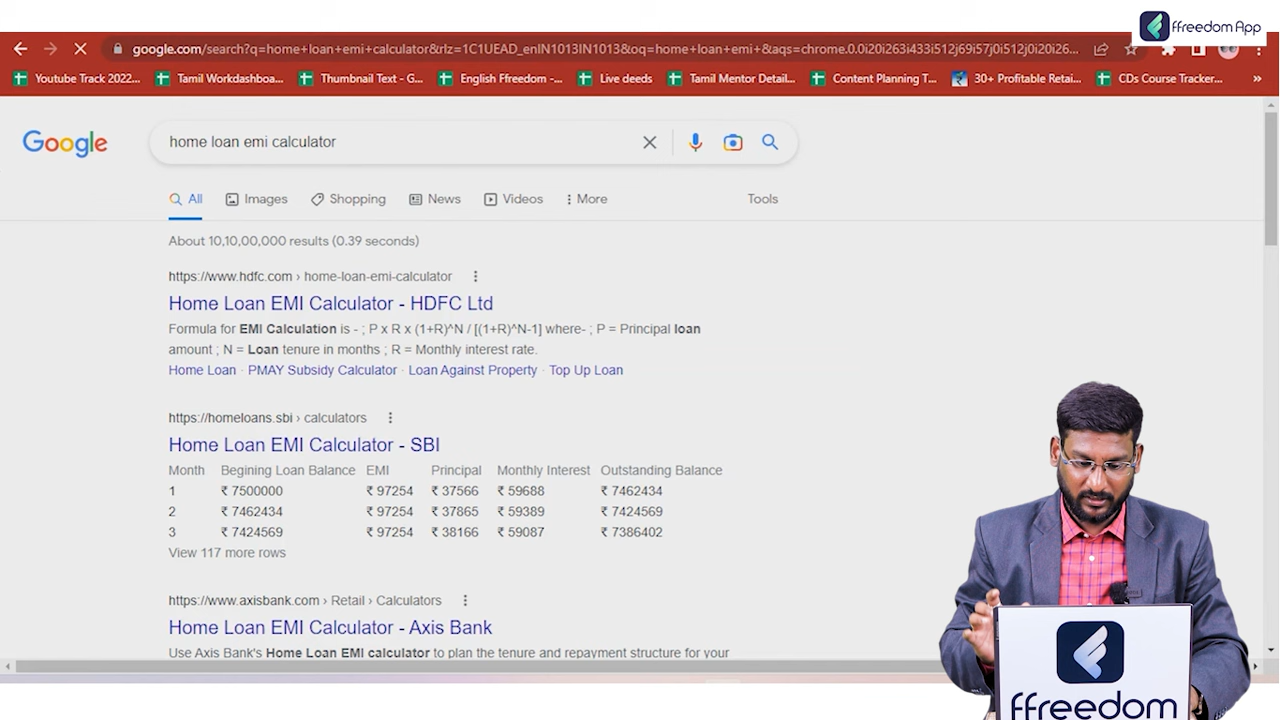 ffreedom App
google.com/search?q=home+loan+emi+calculator&rlz=1C1UEAD_enIN1013IN1013&oq=home+loan+emi+&aqs=chrome.0.0i20i263i433i512j69i57j0i512j0i20i26...
Youtube Track 2022... Tamil Workdashboa... Thumbnail Text - G... English Ffreedom -... Live deeds Tamil Mentor Detail... Content Planning T... 30+ Profitable Retai... CDs Course Tracker... »
Google home loan emi calculator
All Images Shopping News Videos More Tools
About 10,10,00,000 results (0.39 seconds)
https://www.hdfc.com › home-loan-emi-calculator
Home Loan EMI Calculator - HDFC Ltd
Formula for EMI Calculation is - ; P x R x (1+R)^N / [(1+R)^N-1] where- ; P = Principal loan
amount ; N = Loan tenure in months ; R = Monthly interest rate.
Home Loan · PMAY Subsidy Calculator · Loan Against Property · Top Up Loan
https://homeloans.sbi › calculators
Home Loan EMI Calculator - SBI
Month Begining Loan Balance EMI Principal Monthly Interest Outstanding Balance
1 ₹ 7500000 ₹ 97254 ₹ 37566 ₹ 59688 ₹ 7462434
2 ₹ 7462434 ₹ 97254 ₹ 37865 ₹ 59389 ₹ 7424569
3 ₹ 7424569 ₹ 97254 ₹ 38166 ₹ 59087 ₹ 7386402
View 117 more rows
https://www.axisbank.com › Retail › Calculators
Home Loan EMI Calculator - Axis Bank
Use Axis Bank's Home Loan EMI calculator to plan the tenure and repayment structure for your
ffreedom